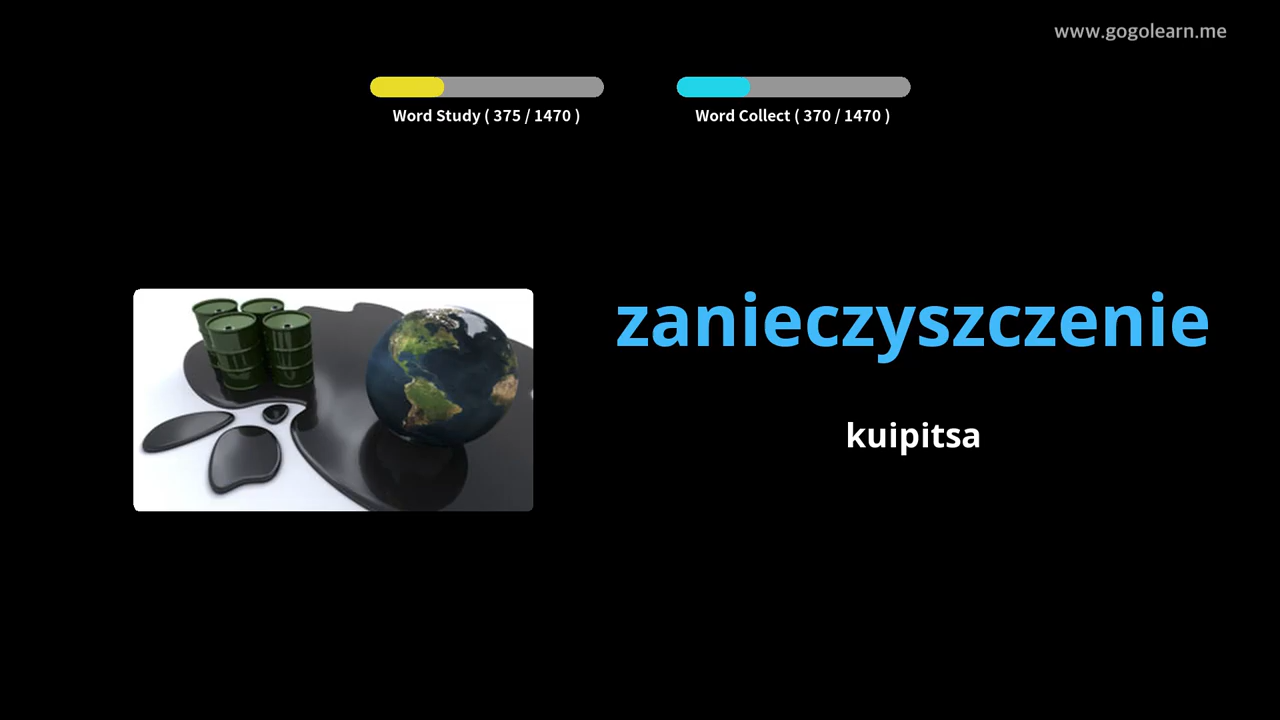 www.gogolearn.me
Word Study ( 375 / 1470 )
Word Collect ( 370 / 1470 )
zanieczyszczenie
kuipitsa